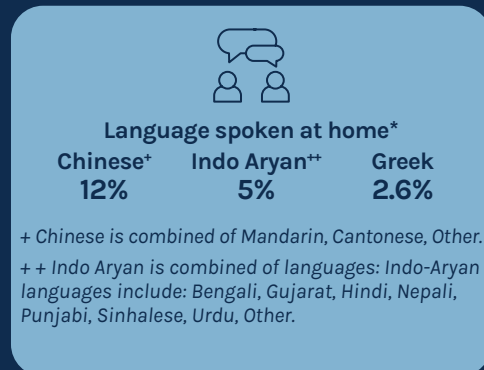 Language spoken at home*
Chinese+ Indo Aryan++ Greek
12% 5% 2.6%
+ Chinese is combined of Mandarin, Cantonese, Other.
+ + Indo Aryan is combined of languages: Indo-Aryan
languages include: Bengali, Gujarat, Hindi, Nepali,
Punjabi, Sinhalese, Urdu, Other.